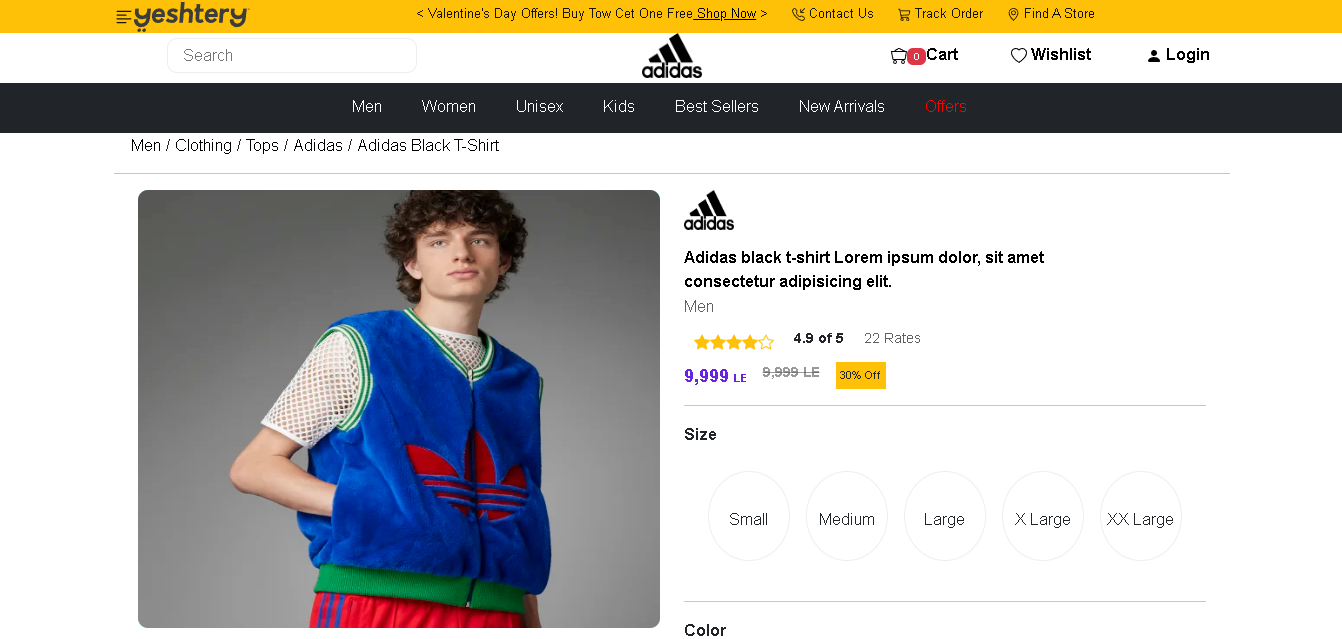 yeshtery
< Valentine's Day Offers! Buy Tow Cet One Free Shop Now >
Contact Us
Track Order
Find A Store
Search
adidas
0
Cart
Wishlist
Login
Men
Women
Unisex
Kids
Best Sellers
New Arrivals
Offers
Men / Clothing / Tops / Adidas / Adidas Black T-Shirt
adidas
Adidas black t-shirt Lorem ipsum dolor, sit amet
consectetur adipisicing elit.
Men
4.9 of 5
22 Rates
9,999 LE
9,999 LE
30% Off
Size
Small
Medium
Large
X Large
XX Large
Color